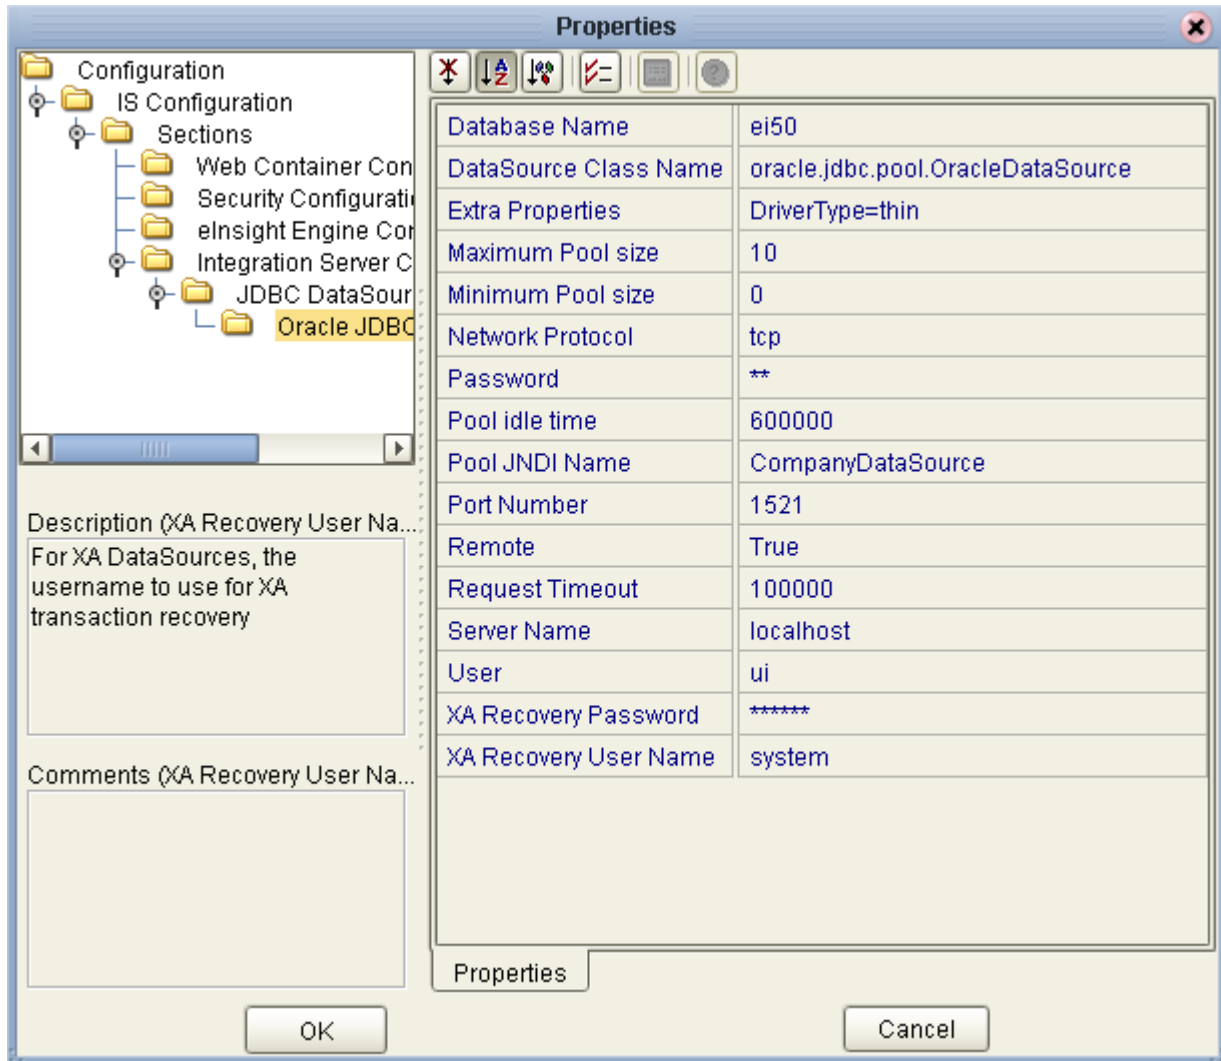 Properties
Configuration
IS Configuration
Sections
Web Container Con
Security Configurati
eInsight Engine Cor
Integration Server C
JDBC DataSour
Oracle JDBC
Description (XA Recovery User Na...
For XA DataSources, the
username to use for XA
transaction recovery
Comments (XA Recovery User Na...
Database Name ei50
DataSource Class Name oracle.jdbc.pool.OracleDataSource
Extra Properties DriverType=thin
Maximum Pool size 10
Minimum Pool size 0
Network Protocol tcp
Password **
Pool idle time 600000
Pool JNDI Name CompanyDataSource
Port Number 1521
Remote True
Request Timeout 100000
Server Name localhost
User ui
XA Recovery Password ******
XA Recovery User Name system
Properties
OK Cancel